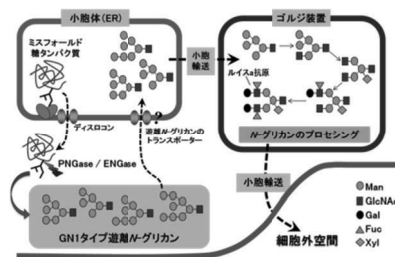 小胞体(ER)
ミスフォールド
糖タンパク質
ディスロコン
?
遊離N-グリカンの
トランスポーター
PNGase / ENGase
GN1タイプ遊離N-グリカン
小胞
輸送
ゴルジ装置
ルイスa抗原
N-グリカンのプロセシング
小胞輸送
細胞外空間
Man
GlcNAc
Gal
Fuc
Xyl